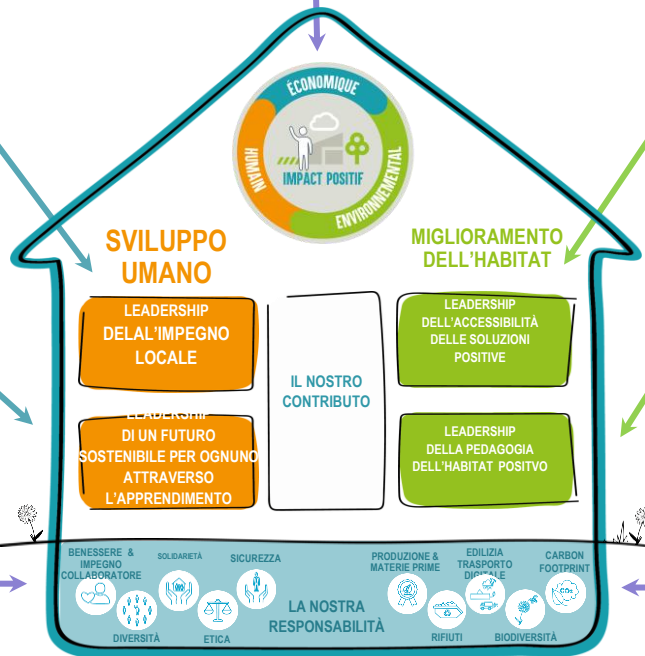 ÉCONOMIQUE
HUMAIN
IMPACT POSITIF
ENVIRONNEMENTAL
SVILUPPO
UMANO
MIGLIORAMENTO
DELL'HABITAT
LEADERSHIP
DELAL'IMPEGNO
LOCALE
LEADERSHIP
DELL'ACCESSIBILITÀ
DELLE SOLUZIONI
POSITIVE
IL NOSTRO
CONTRIBUTO
LEADERSHIP
DI UN FUTURO
SOSTENIBILE PER OGNUNO
ATTRAVERSO
L'APPRENDIMENTO
LEADERSHIP
DELLA PEDAGOGIA
DELL'HABITAT POSITVO
BENESSERE &
IMPEGNO
COLLABORATORE
SOLIDARIETÀ
SICUREZZA
DIVERSITÀ
ETICA
LA NOSTRA
RESPONSABILITÀ
PRODUZIONE &
MATERIE PRIME
EDILIZIA
TRASPORTO
DIGITALE
CARBON
FOOTPRINT
CO₂
RIFIUTI
BIODIVERSITÀ